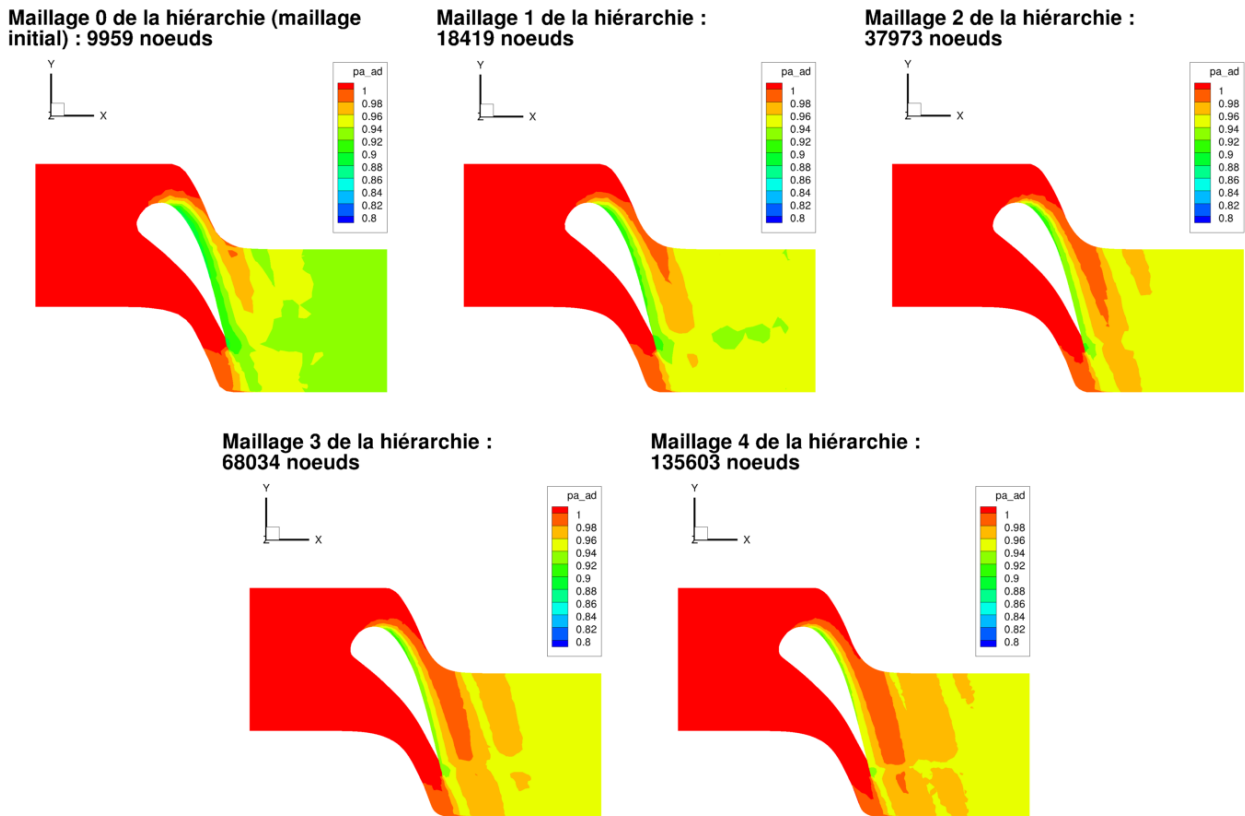 Maillage 0 de la hiérarchie (maillage
initial) : 9959 noeuds
Y
Z
X
pa_ad
1
0.98
0.96
0.94
0.92
0.9
0.88
0.86
0.84
0.82
0.8
Maillage 1 de la hiérarchie :
18419 noeuds
Y
Z
X
pa_ad
1
0.98
0.96
0.94
0.92
0.9
0.88
0.86
0.84
0.82
0.8
Maillage 2 de la hiérarchie :
37973 noeuds
Y
Z
X
pa_ad
1
0.98
0.96
0.94
0.92
0.9
0.88
0.86
0.84
0.82
0.8
Maillage 3 de la hiérarchie :
68034 noeuds
Y
Z
X
pa_ad
1
0.98
0.96
0.94
0.92
0.9
0.88
0.86
0.84
0.82
0.8
Maillage 4 de la hiérarchie :
135603 noeuds
Y
Z
X
pa_ad
1
0.98
0.96
0.94
0.92
0.9
0.88
0.86
0.84
0.82
0.8